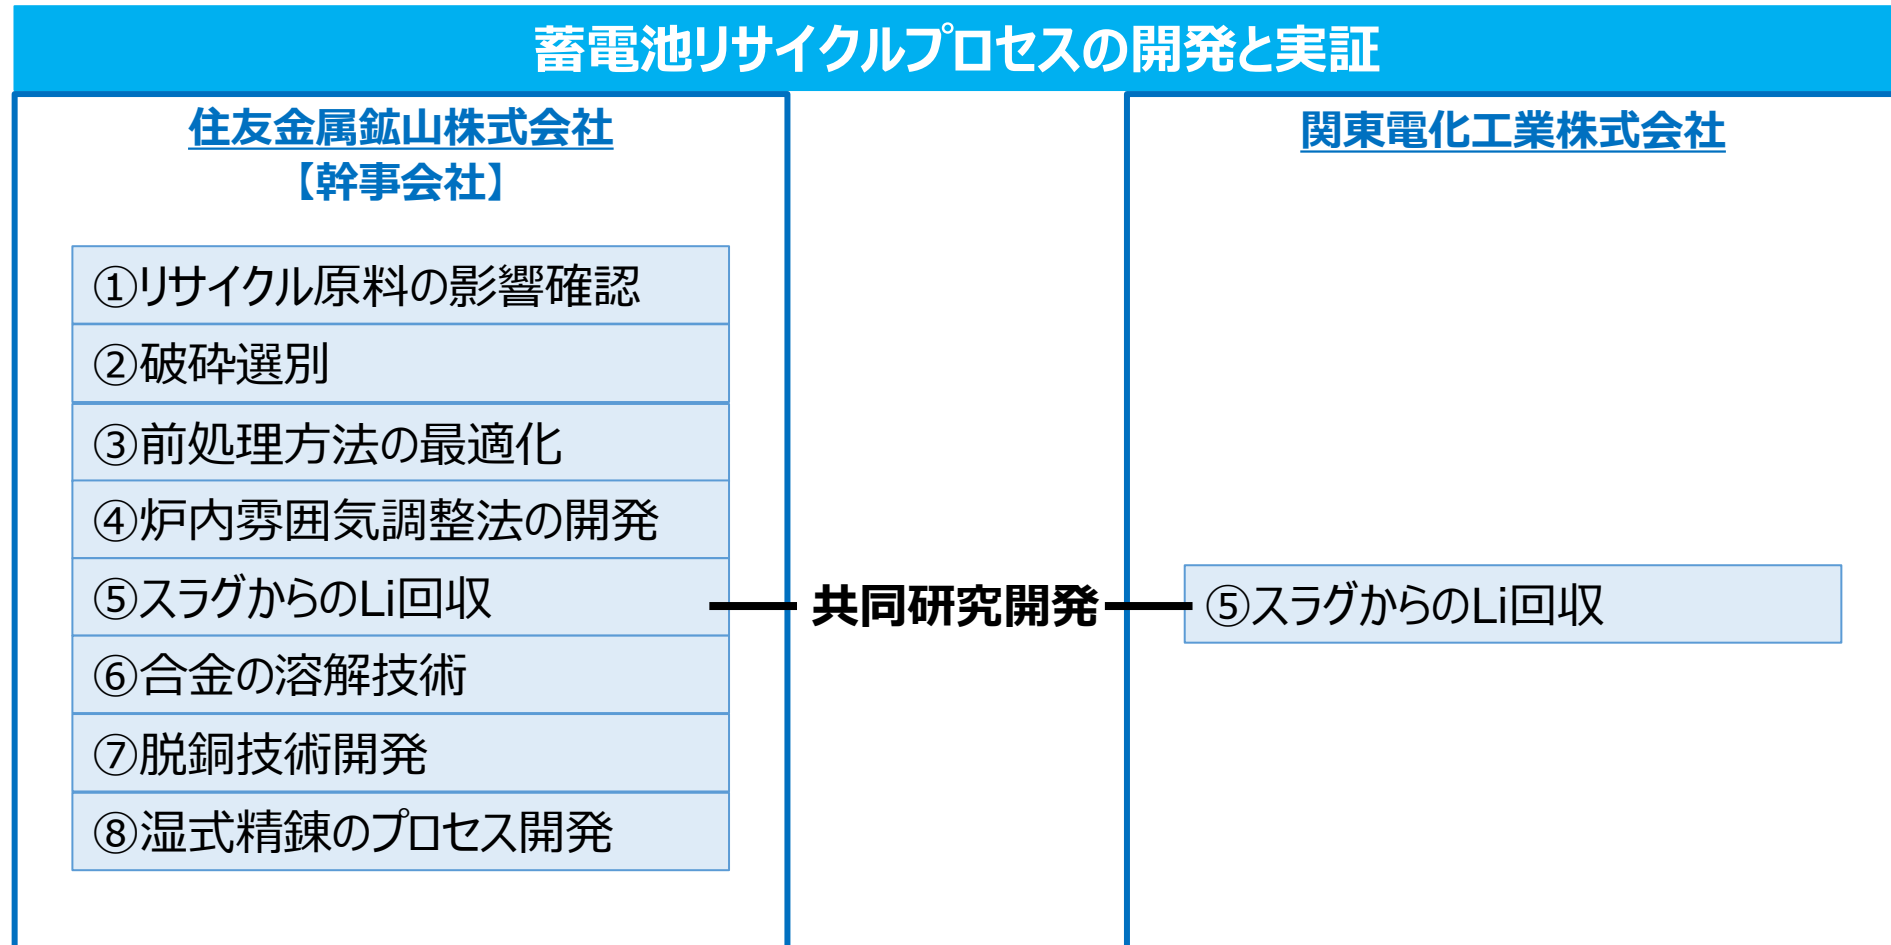 蓄電池リサイクルプロセスの開発と実証
住友金属鉱山株式会社
【幹事会社】
①リサイクル原料の影響確認
②破砕選別
③前処理方法の最適化
④炉内雰囲気調整法の開発
⑤スラグからのLi回収
⑥合金の溶解技術
⑦脱銅技術開発
⑧湿式精錬のプロセス開発
共同研究開発
関東電化工業株式会社
⑤スラグからのLi回収